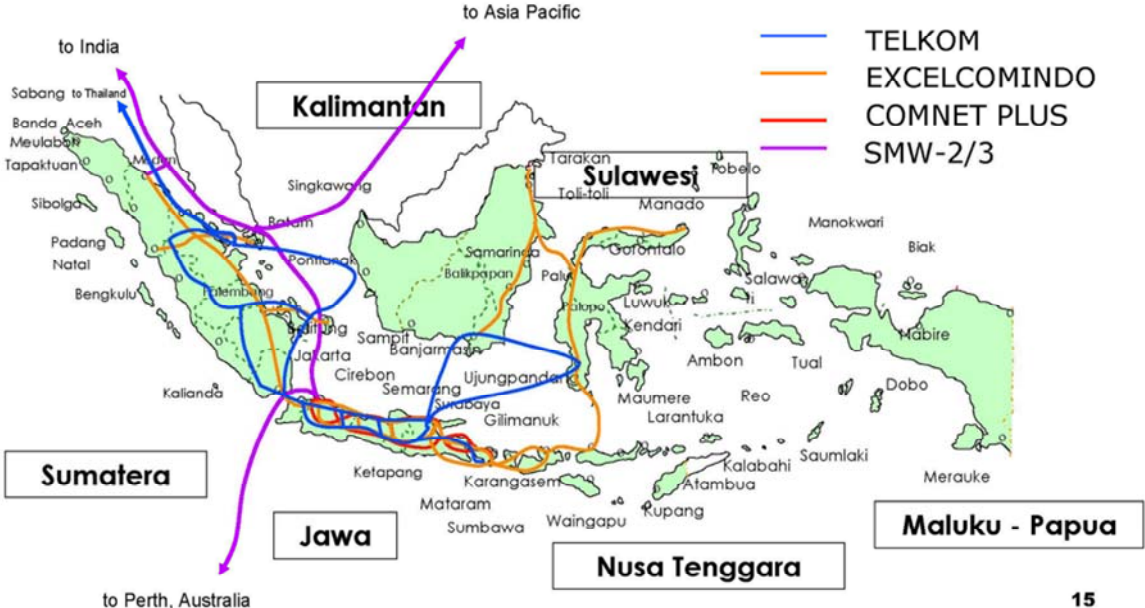 to Asia Pacific
to India
TELKOM
EXCELCOMINDO
COMNET PLUS
SMW-2/3
Sabang
to Thailand
Kalimantan
Banda Aceh
Meulaboh
Tapaktuan
Medan
Tarakan
Sulawesi
Tobelo
Toli-toli
Singkawang
Sibolga
Manado
Manokwari
Batam
Padang
Natal
Gorontalo
Biak
Samarinda
Pontianak
Balikpapan
Palu
Salawati
Bengkulu
Palembang
Luwuk
Palopo
Kendari
Belitung
Sampit
Banjarmasin
Nabire
Jakarta
Ambon
Tual
Cirebon
Ujungpandang
Kalianda
Semarang
Dobo
Maumere
Reo
Surabaya
Larantuka
Gilimanuk
Sumatera
Ketapang
Karangasem
Kalabahi
Saumlaki
Atambua
Merauke
Mataram
Kupang
Waingapu
Sumbawa
Jawa
Maluku - Papua
Nusa Tenggara
to Perth, Australia
15